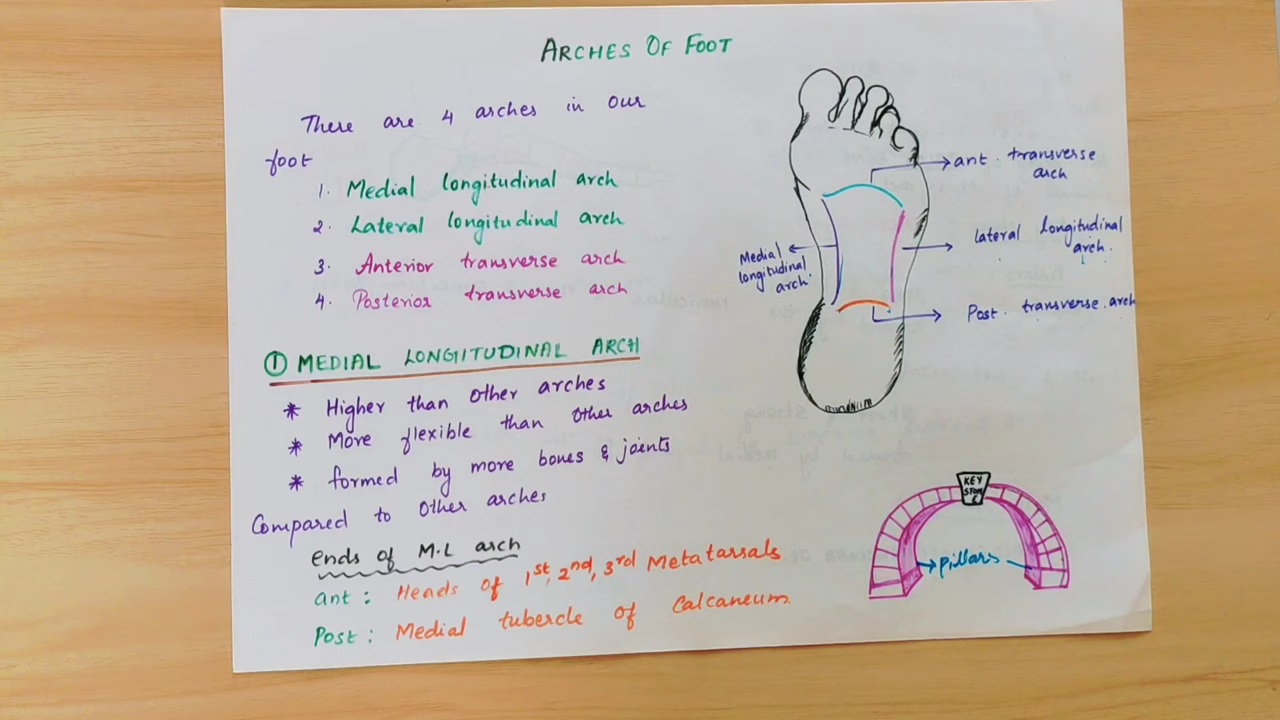 ARCHES OF FOOT
There are 4 arches in our
foot
1. Medial longitudinal arch
2. Lateral longitudinal arch
3. Anterior transverse arch
4. Posterior transverse arch
① MEDIAL LONGIITUDINAL ARCH
* Higher than other arches
* More flexible than other arches
* formed by more bones & joints
Compared to other arches
ends of M.L arch
ant : Heads of 1st, 2nd, 3rd Metatarsals
Post : Medial tubercle of Calcaneum.
ant. transverse
arch
lateral longitudinal
arch.
Medial
longitudinal
arch.
Post. transverse. arch
KEY
STON
E
pillars